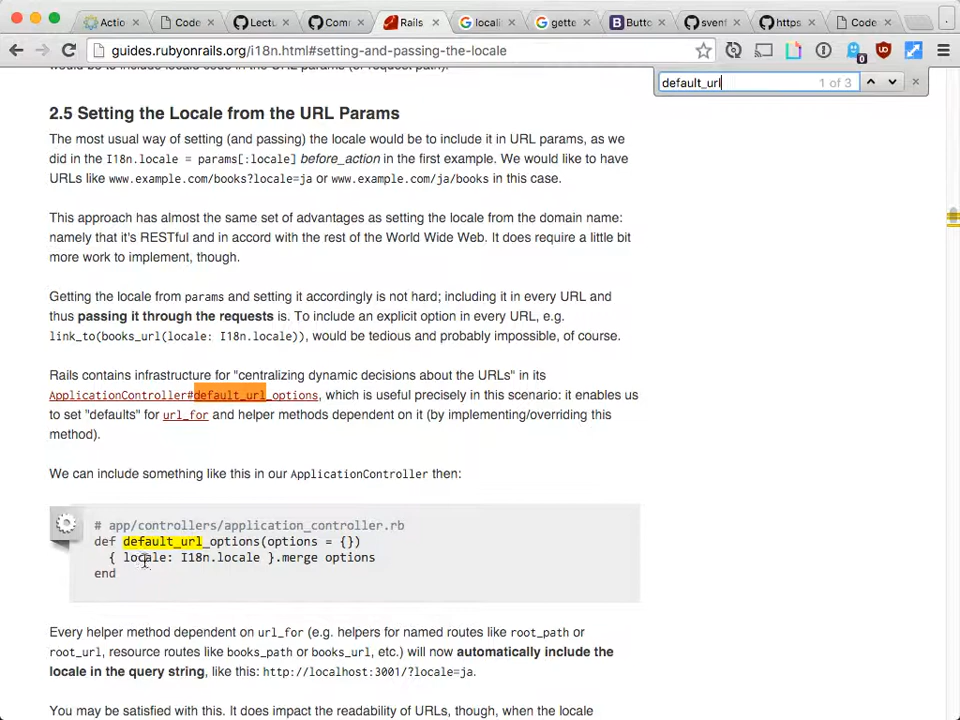 Actio
Code
Lectu
Comm
Rails
locali
gette
Butto
svenf
https
Code
guides.rubyonrails.org/i18n.html#setting-and-passing-the-locale
0
default_url
1 of 3
2.5 Setting the Locale from the URL Params
The most usual way of setting (and passing) the locale would be to include it in URL params, as we
did in the I18n.locale = params[:locale] before_action in the first example. We would like to have
URLs like www.example.com/books?locale=ja or www.example.com/ja/books in this case.
This approach has almost the same set of advantages as setting the locale from the domain name:
namely that it's RESTful and in accord with the rest of the World Wide Web. It does require a little bit
more work to implement, though.
Getting the locale from params and setting it accordingly is not hard; including it in every URL and
thus passing it through the requests is. To include an explicit option in every URL, e.g.
link_to(books_url(locale: I18n.locale)), would be tedious and probably impossible, of course.
Rails contains infrastructure for "centralizing dynamic decisions about the URLs" in its
ApplicationController#default_url_options, which is useful precisely in this scenario: it enables us
to set "defaults" for url_for and helper methods dependent on it (by implementing/overriding this
method).
We can include something like this in our ApplicationController then:
# app/controllers/application_controller.rb
def default_url_options(options = {})
{ locale: I18n.locale }.merge options
end
Every helper method dependent on url_for (e.g. helpers for named routes like root_path or
root_url, resource routes like books_path or books_url, etc.) will now automatically include the
locale in the query string, like this: http://localhost:3001/?locale=ja.
You may be satisfied with this. It does impact the readability of URLs, though, when the locale